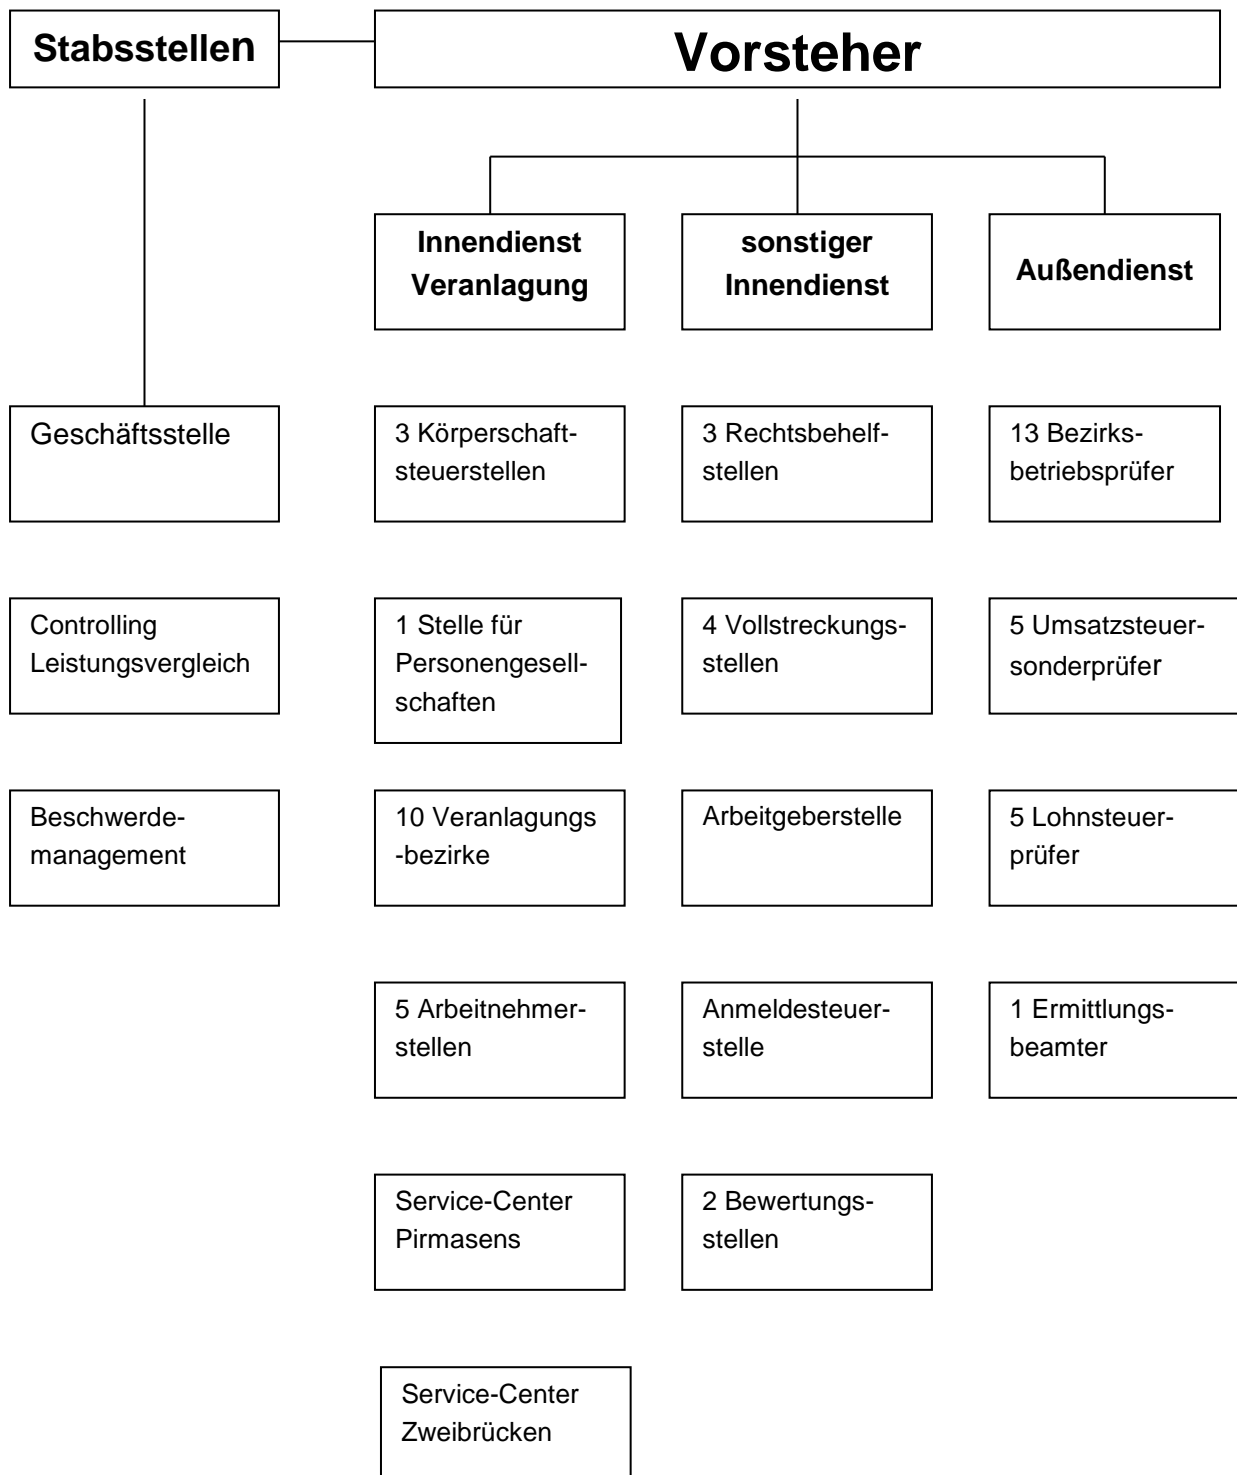 Stabsstellen
Vorsteher
Innendienst
Veranlagung
sonstiger
Innendienst
Außendienst
Geschäftsstelle
3 Körperschaft-
steuerstellen
3 Rechtsbehelf-
stellen
13 Bezirks-
betriebsprüfer
Controlling
Leistungsvergleich
1 Stelle für
Personengesell-
schaften
4 Vollstreckungs-
stellen
5 Umsatzsteuer-
sonderprüfer
Beschwerde-
management
10 Veranlagungs
-bezirke
Arbeitgeberstelle
5 Lohnsteuer-
prüfer
5 Arbeitnehmer-
stellen
Anmeldesteuer-
stelle
1 Ermittlungs-
beamter
Service-Center
Pirmasens
2 Bewertungs-
stellen
Service-Center
Zweibrücken